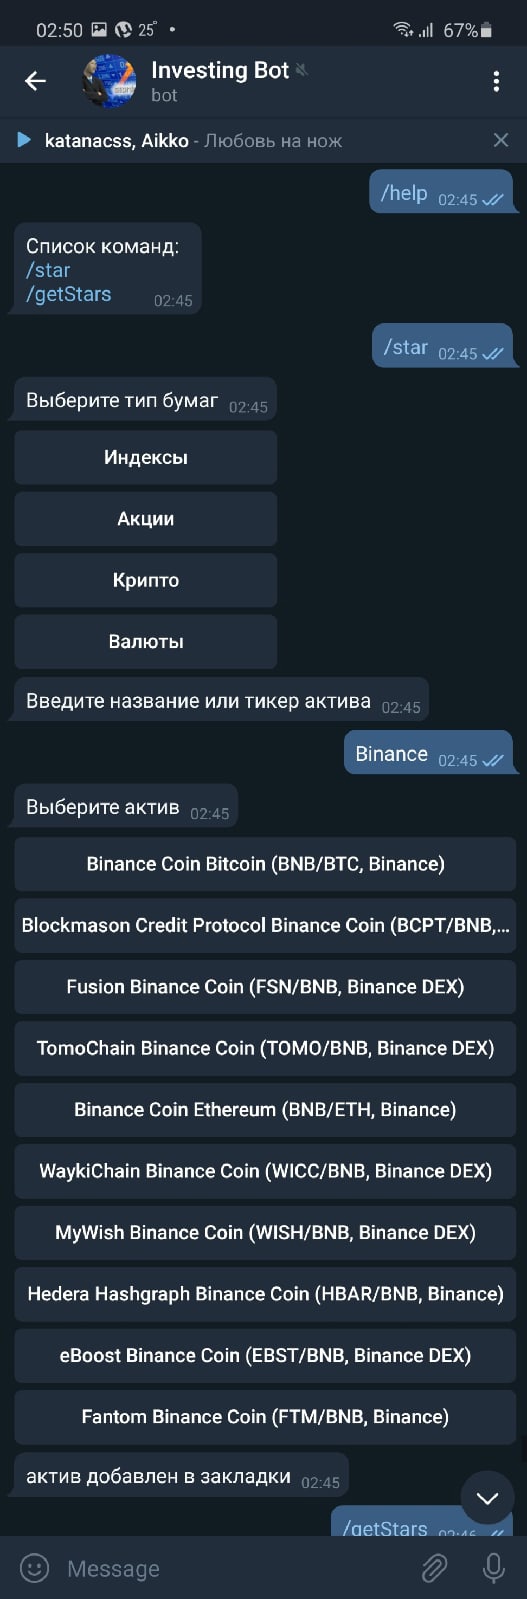 02:50 25° 67%
Investing Bot
bot
katanacss, Aikko - Любовь на нож
/help 02:45
Список команд:
/star
/getStars 02:45
/star 02:45
Выберите тип бумаг 02:45
Индексы
Акции
Крипто
Валюты
Введите название или тикер актива 02:45
Binance 02:45
Выберите актив 02:45
Binance Coin Bitcoin (BNB/BTC, Binance)
Blockmason Credit Protocol Binance Coin (BCPT/BNB,...
Fusion Binance Coin (FSN/BNB, Binance DEX)
TomoChain Binance Coin (TOMO/BNB, Binance DEX)
Binance Coin Ethereum (BNB/ETH, Binance)
WaykiChain Binance Coin (WICC/BNB, Binance DEX)
MyWish Binance Coin (WISH/BNB, Binance DEX)
Hedera Hashgraph Binance Coin (HBAR/BNB, Binance)
eBoost Binance Coin (EBST/BNB, Binance DEX)
Fantom Binance Coin (FTM/BNB, Binance)
актив добавлен в закладки 02:45
/getStars 02:46
Message